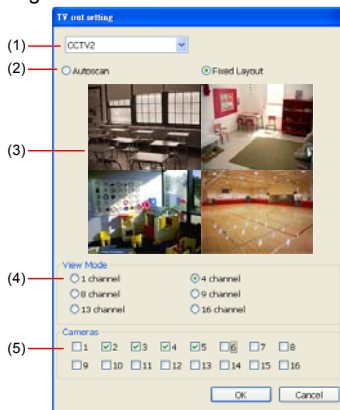 TV out setting
(1) CCTV2
(2) Autoscan Fixed Layout
(3)
View Mode
(4) 1 channel 4 channel
8 channel 9 channel
13 channel 16 channel
Cameras
(5) 1 2 3 4 5 6 7 8
9 10 11 12 13 14 15 16
OK Cancel